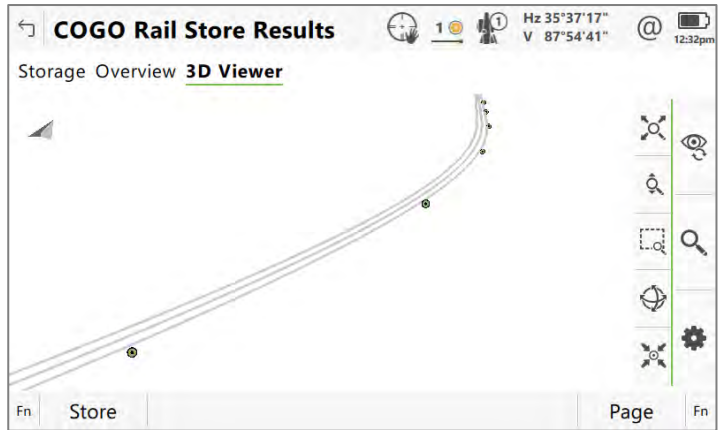 COGO Rail Store Results
1
1
Hz 35°37'17"
V 87°54'41"
@
12:32pm
Storage Overview 3D Viewer
Fn Store Page Fn